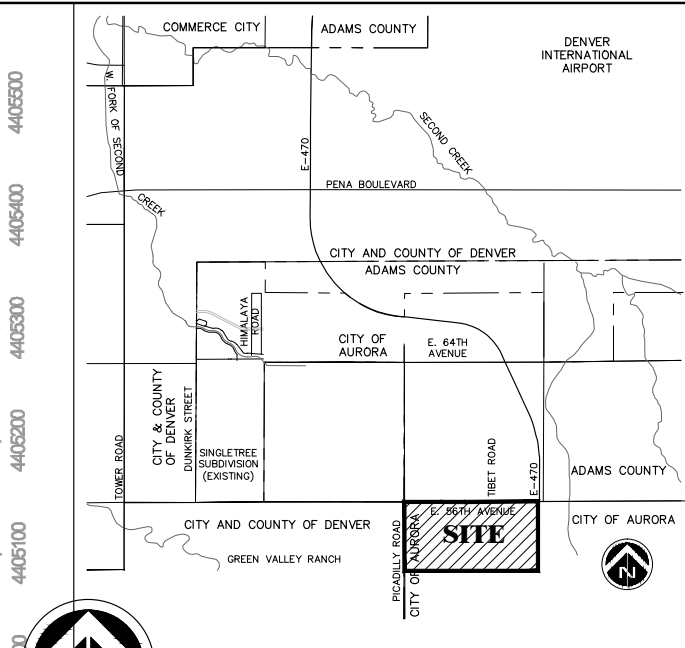 COMMERCE CITY
ADAMS COUNTY
DENVER
INTERNATIONAL
AIRPORT
4405500
W. FORK OF SECOND
CREEK
E-470
SECOND CREEK
4405400
PENA BOULEVARD
CITY AND COUNTY OF DENVER
ADAMS COUNTY
4405300
HIMALAYA
ROAD
CITY OF
AURORA
E. 64TH
AVENUE
4405200
TOWER ROAD
CITY & COUNTY
OF DENVER
DUNKIRK STREET
SINGLETREE
SUBDIVISION
(EXISTING)
TIBET ROAD
E-470
ADAMS COUNTY
CITY AND COUNTY OF DENVER
GREEN VALLEY RANCH
PICADILLY ROAD
CITY OF AURORA
E. 56TH AVENUE
SITE
CITY OF AURORA
N
4405100